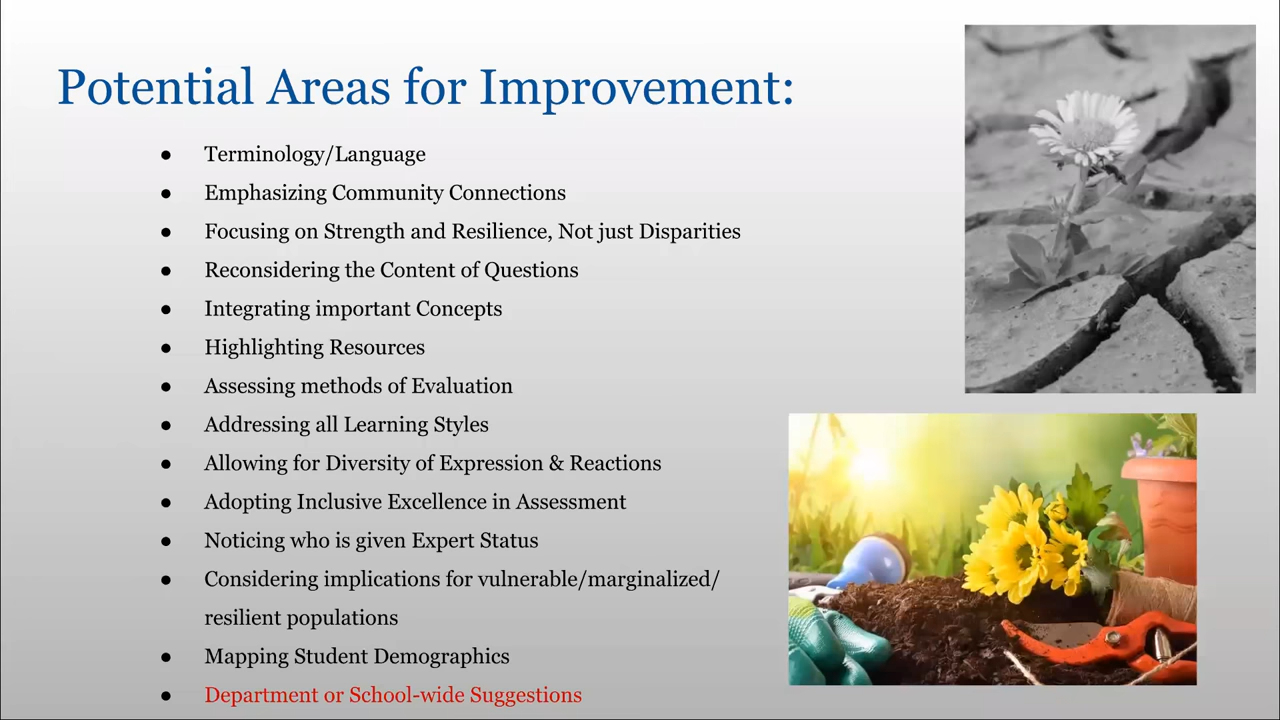 Potential Areas for Improvement:
● Terminology/Language
● Emphasizing Community Connections
● Focusing on Strength and Resilience, Not just Disparities
● Reconsidering the Content of Questions
● Integrating important Concepts
● Highlighting Resources
● Assessing methods of Evaluation
● Addressing all Learning Styles
● Allowing for Diversity of Expression & Reactions
● Adopting Inclusive Excellence in Assessment
● Noticing who is given Expert Status
● Considering implications for vulnerable/marginalized/
resilient populations
● Mapping Student Demographics
● Department or School-wide Suggestions